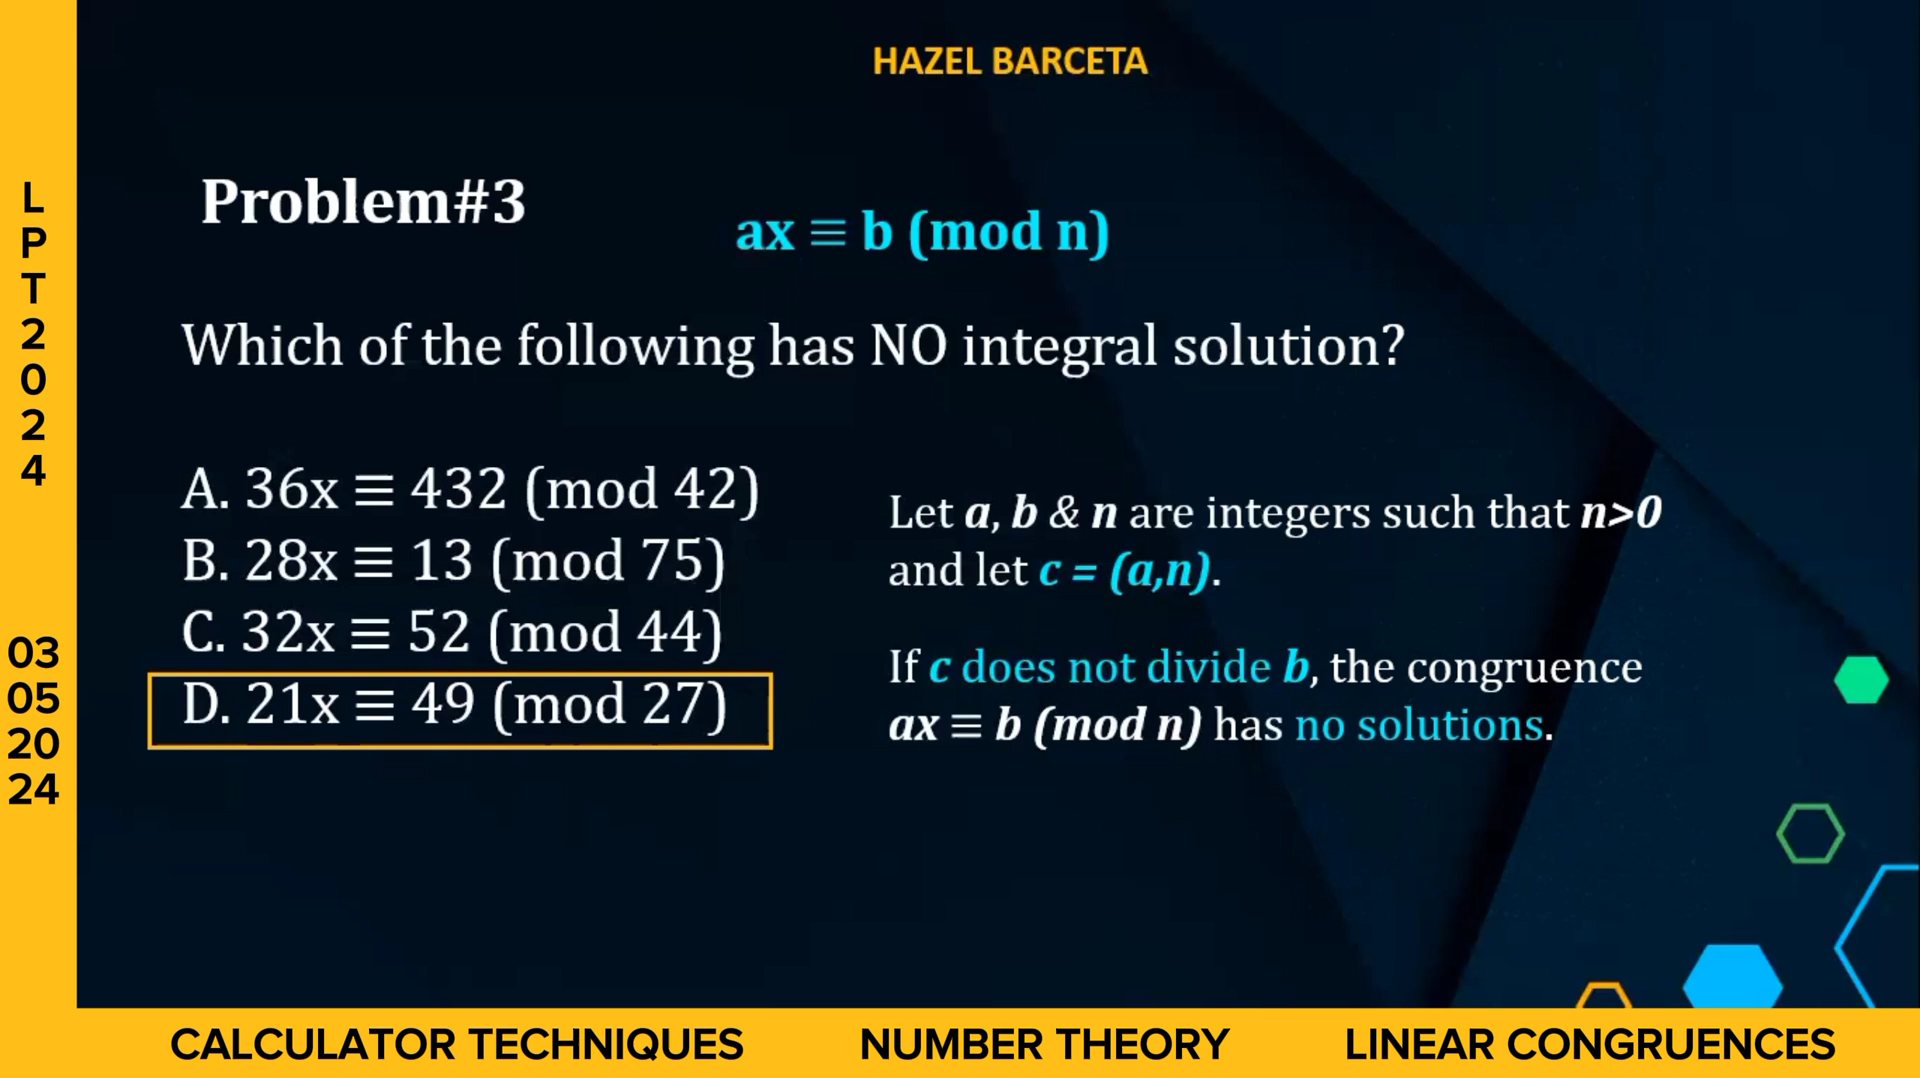 HAZEL BARCETA
Problem#3
ax ≡ b (mod n)
Which of the following has NO integral solution?
A. 36x ≡ 432 (mod 42)
B. 28x ≡ 13 (mod 75)
C. 32x ≡ 52 (mod 44)
D. 21x ≡ 49 (mod 27)
Let a, b & n are integers such that n>0
and let c = (a,n).
If c does not divide b, the congruence
ax ≡ b (mod n) has no solutions.
L
P
T
2
0
2
4
03
05
20
24
CALCULATOR TECHNIQUES
NUMBER THEORY
LINEAR CONGRUENCES